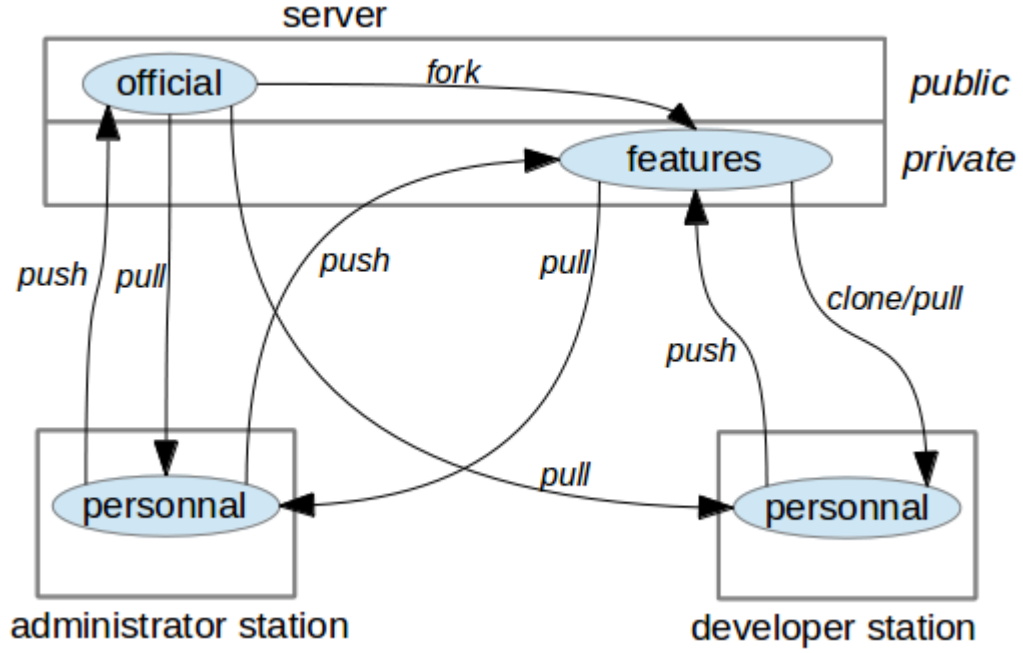 server
official
fork
public
features
private
push
pull
push
pull
clone/pull
push
pull
personnal
personnal
administrator station
developer station